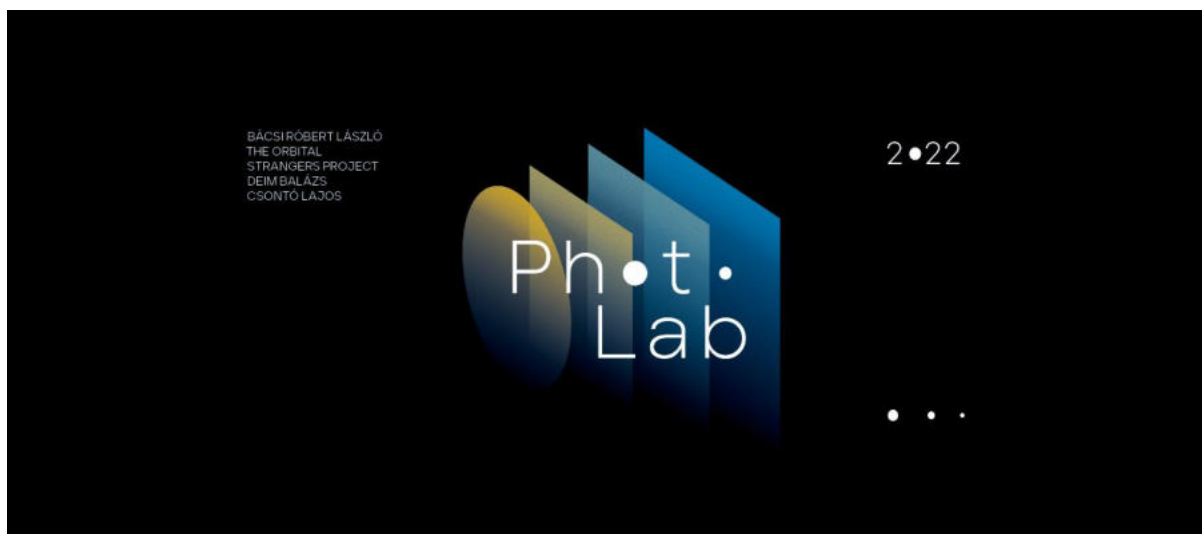 BÁCSI RÓBERT LÁSZLÓ
THE ORBITAL
STRANGERS PROJECT
DEIM BALÁZS
CSONTÓ LAJOS
2•22
Ph•t•
Lab